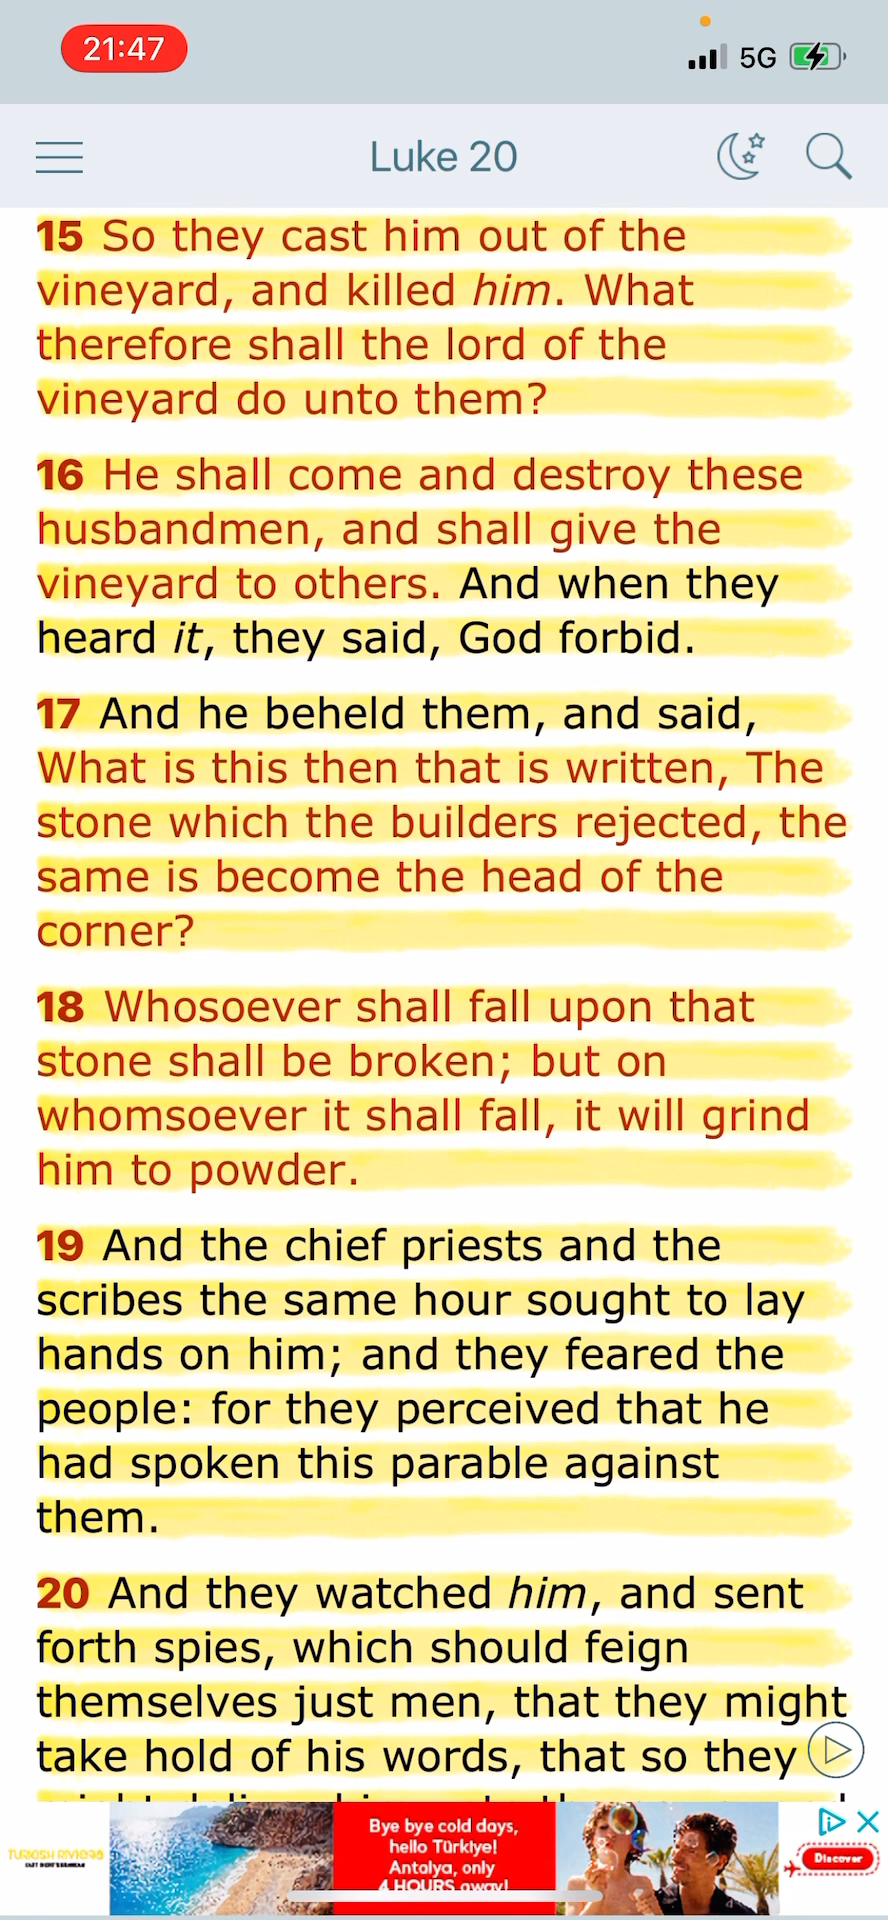 21:47
5G
Luke 20
15 So they cast him out of the
vineyard, and killed him. What
therefore shall the lord of the
vineyard do unto them?
16 He shall come and destroy these
husbandmen, and shall give the
vineyard to others. And when they
heard it, they said, God forbid.
17 And he beheld them, and said,
What is this then that is written, The
stone which the builders rejected, the
same is become the head of the
corner?
18 Whosoever shall fall upon that
stone shall be broken; but on
whomsoever it shall fall, it will grind
him to powder.
19 And the chief priests and the
scribes the same hour sought to lay
hands on him; and they feared the
people: for they perceived that he
had spoken this parable against
them.
20 And they watched him, and sent
forth spies, which should feign
themselves just men, that they might
take hold of his words, that so they
TURKISH RIVIERA
Bye bye cold days,
hello Türkiye!
Antalya, only
4 HOURS away!
Discover